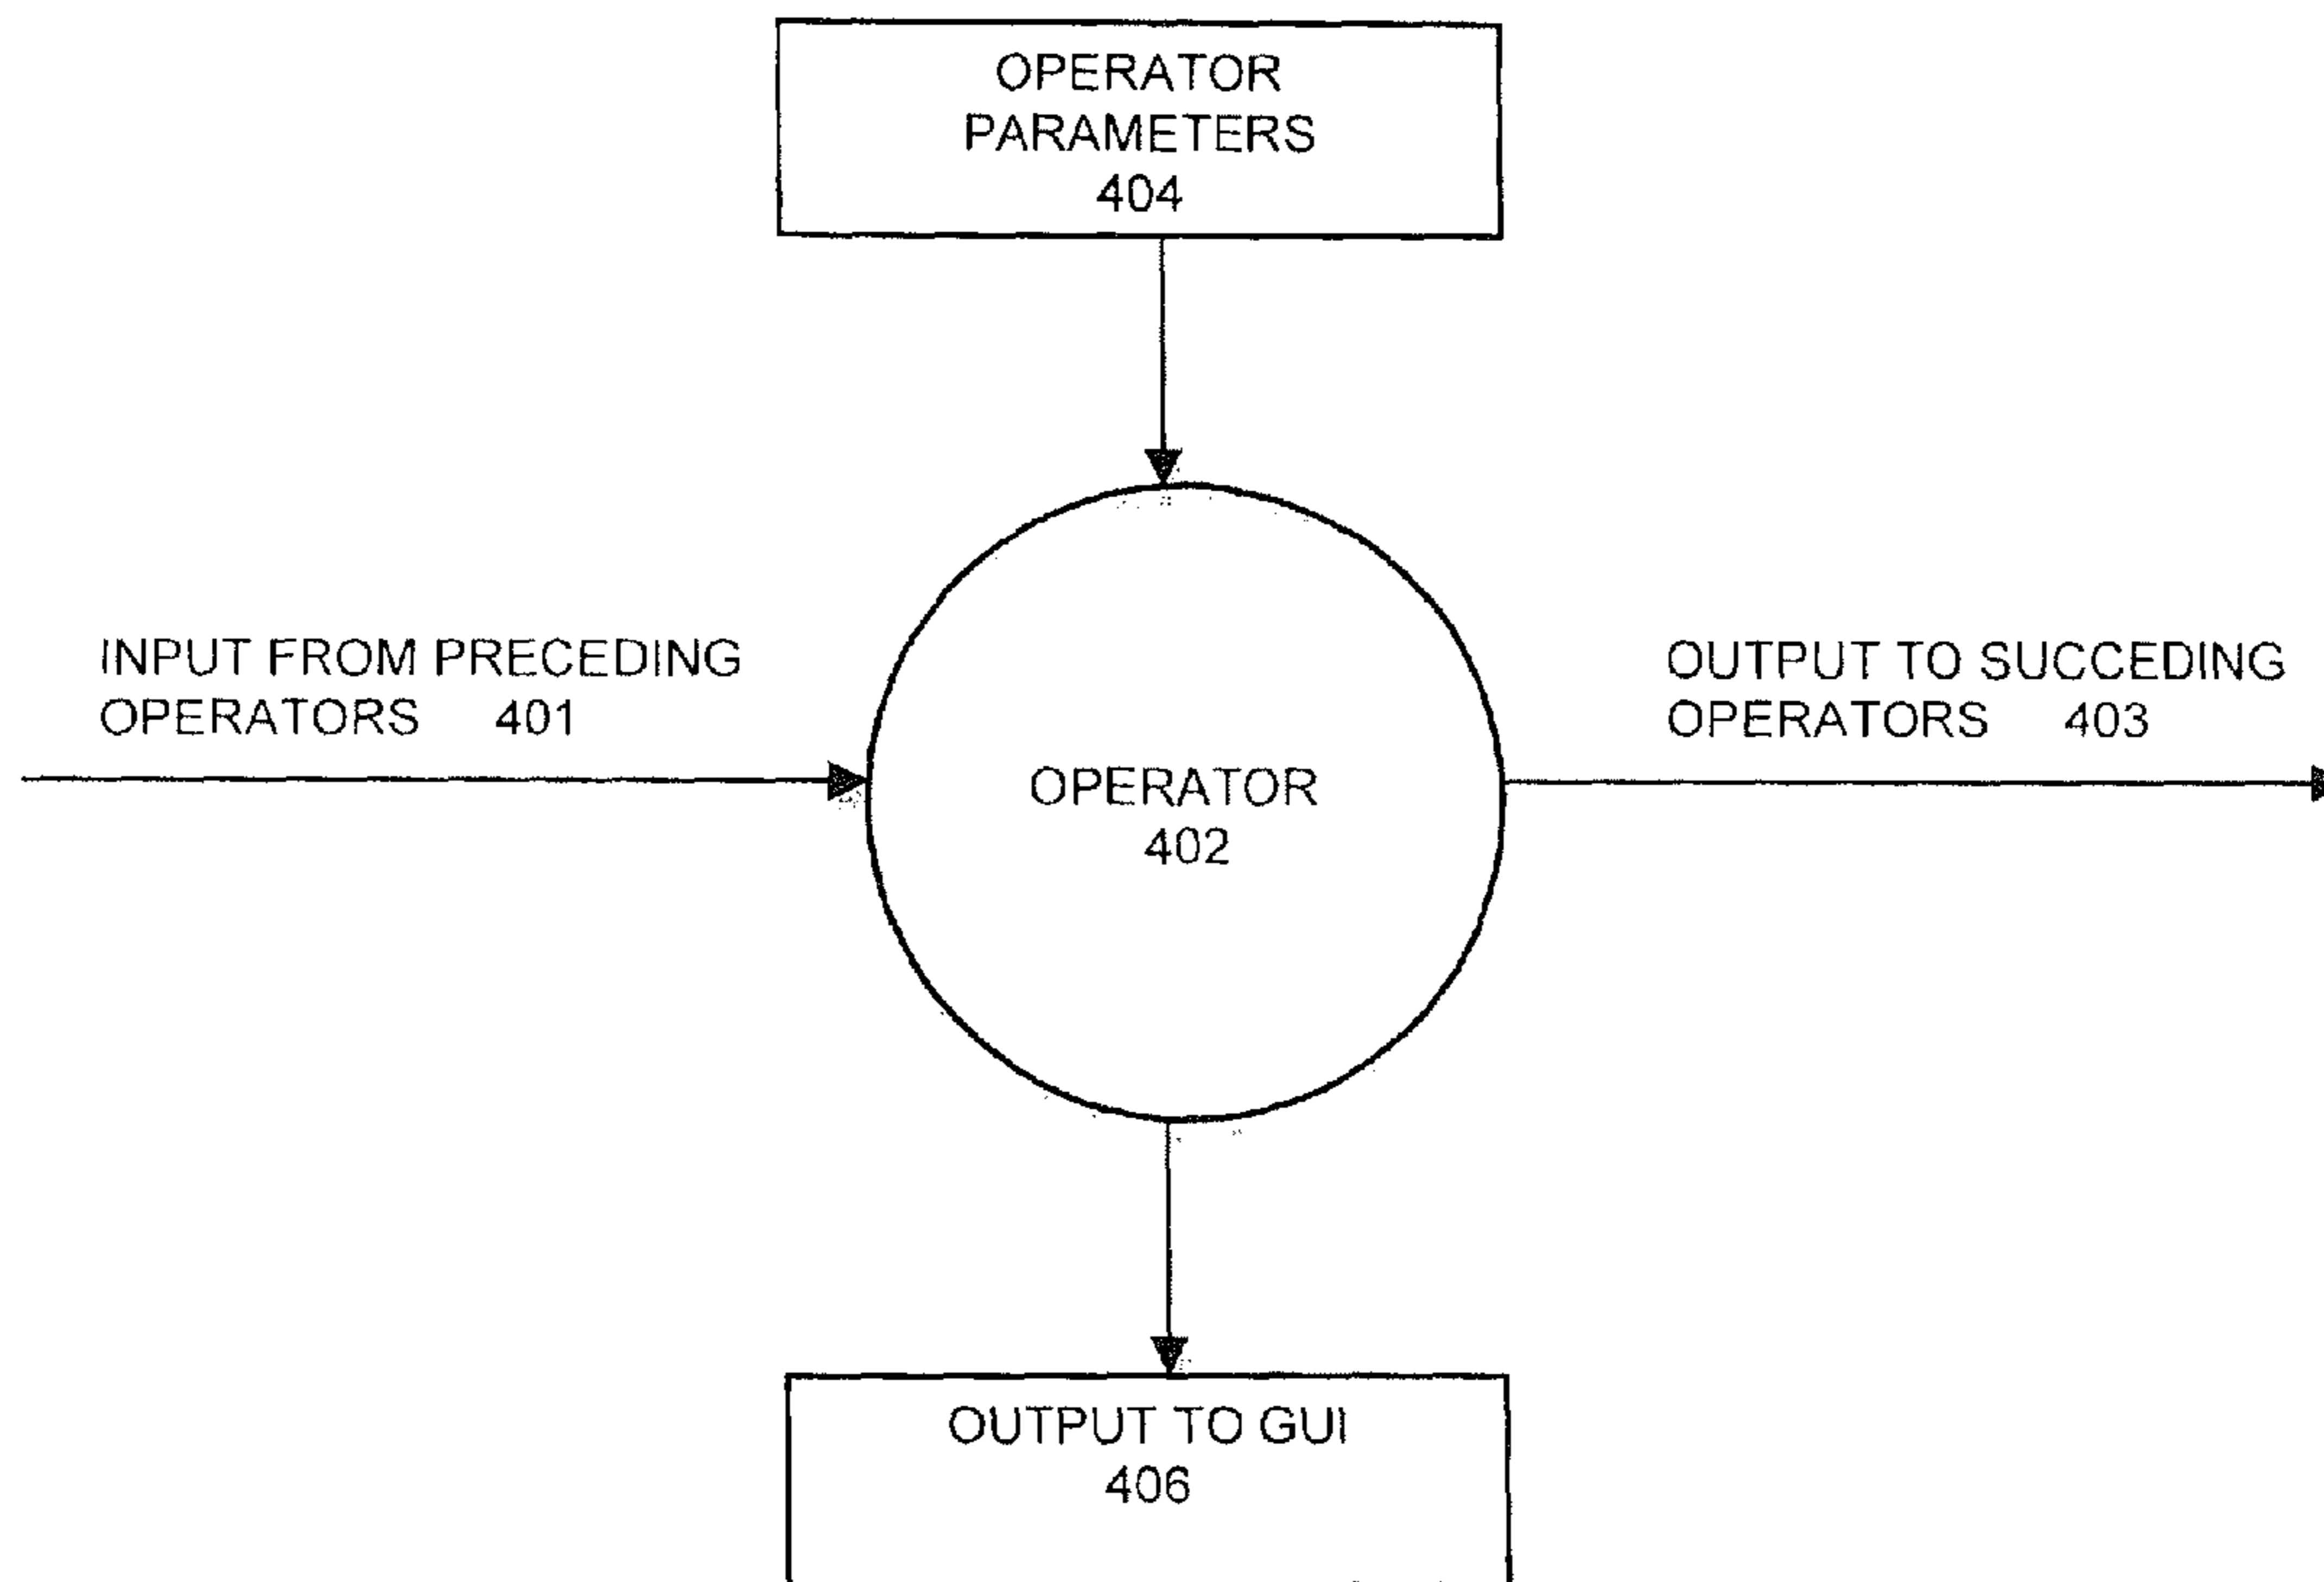 OPERATOR
PARAMETERS
404
INPUT FROM PRECEDING
OPERATORS 401
OUTPUT TO SUCCEDING
OPERATORS 403
OPERATOR
402
OUTPUT TO GUI
406